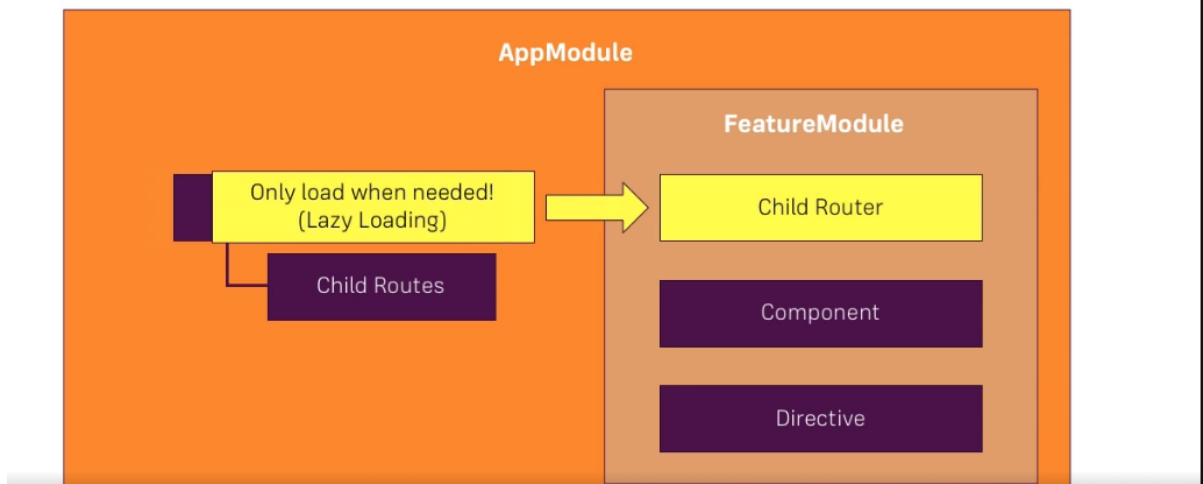 AppModule
FeatureModule
Only load when needed!
(Lazy Loading)
Child Router
Child Routes
Component
Directive